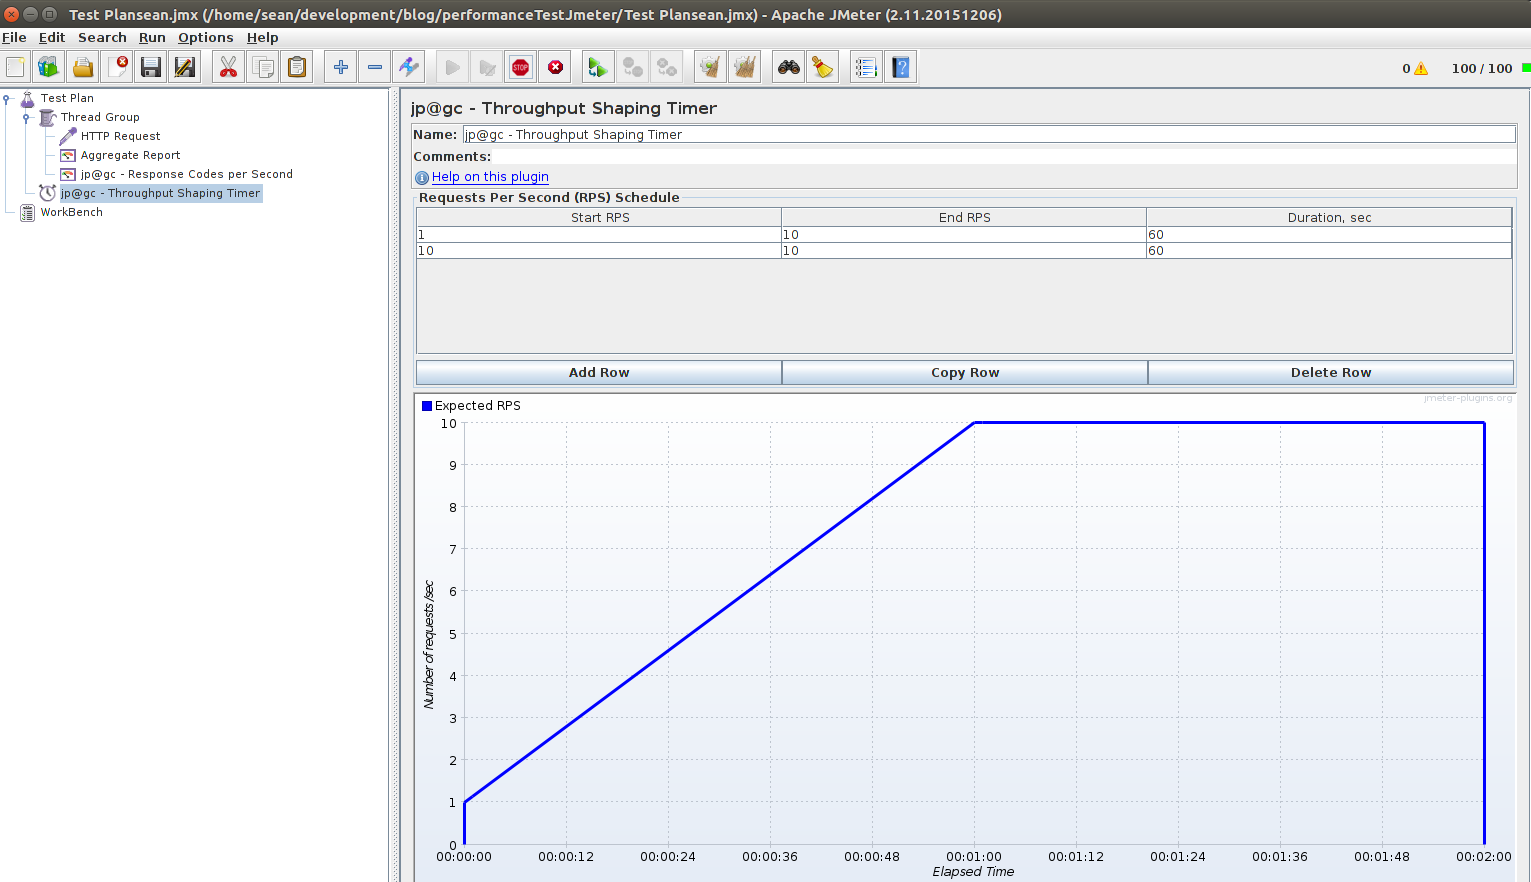 Test Plansean.jmx (/home/sean/development/blog/performanceTestJmeter/Test Plansean.jmx) - Apache JMeter (2.11.20151206)
File Edit Search Run Options Help
STOP
0 100 / 100
Test Plan
Thread Group
HTTP Request
Aggregate Report
jp@gc - Response Codes per Second
jp@gc - Throughput Shaping Timer
WorkBench
jp@gc - Throughput Shaping Timer
Name: jp@gc - Throughput Shaping Timer
Comments:
Help on this plugin
Requests Per Second (RPS) Schedule
Start RPS End RPS Duration, sec
1 10 60
10 10 60
Add Row Copy Row Delete Row
Expected RPS
jmeter-plugins.org
10
9
8
7
6
5
4
3
2
1
0
Number of requests /sec
00:00:00 00:00:12 00:00:24 00:00:36 00:00:48 00:01:00 00:01:12 00:01:24 00:01:36 00:01:48 00:02:00
Elapsed Time